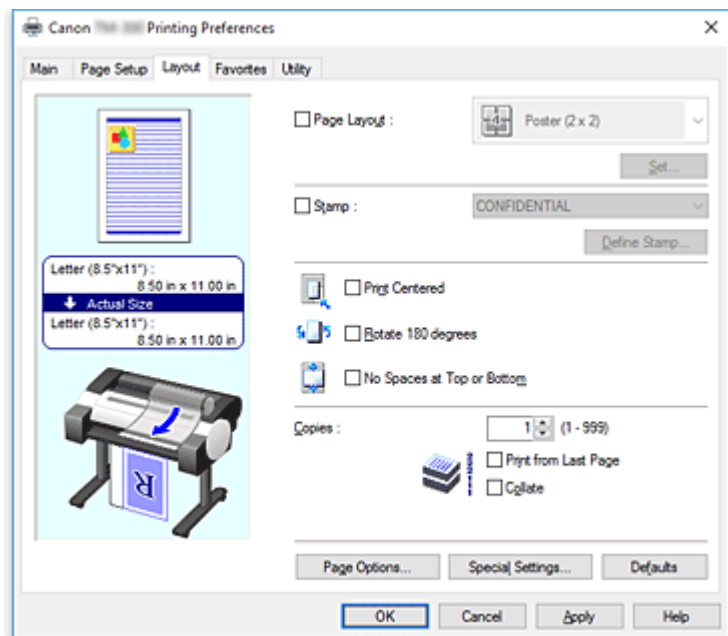 Canon Printing Preferences
Main Page Setup Layout Favorites Utility
Page Layout : 4 Poster (2 x 2)
Set...
Stamp : CONFIDENTIAL
Define Stamp...
Letter (8.5"x11") :
8.50 in x 11.00 in
Actual Size
Letter (8.5"x11") :
8.50 in x 11.00 in
Print Centered
Rotate 180 degrees
No Spaces at Top or Bottom
Copies : 1 (1 - 999)
Print from Last Page
Collate
R
Page Options... Special Settings... Defaults
OK Cancel Apply Help